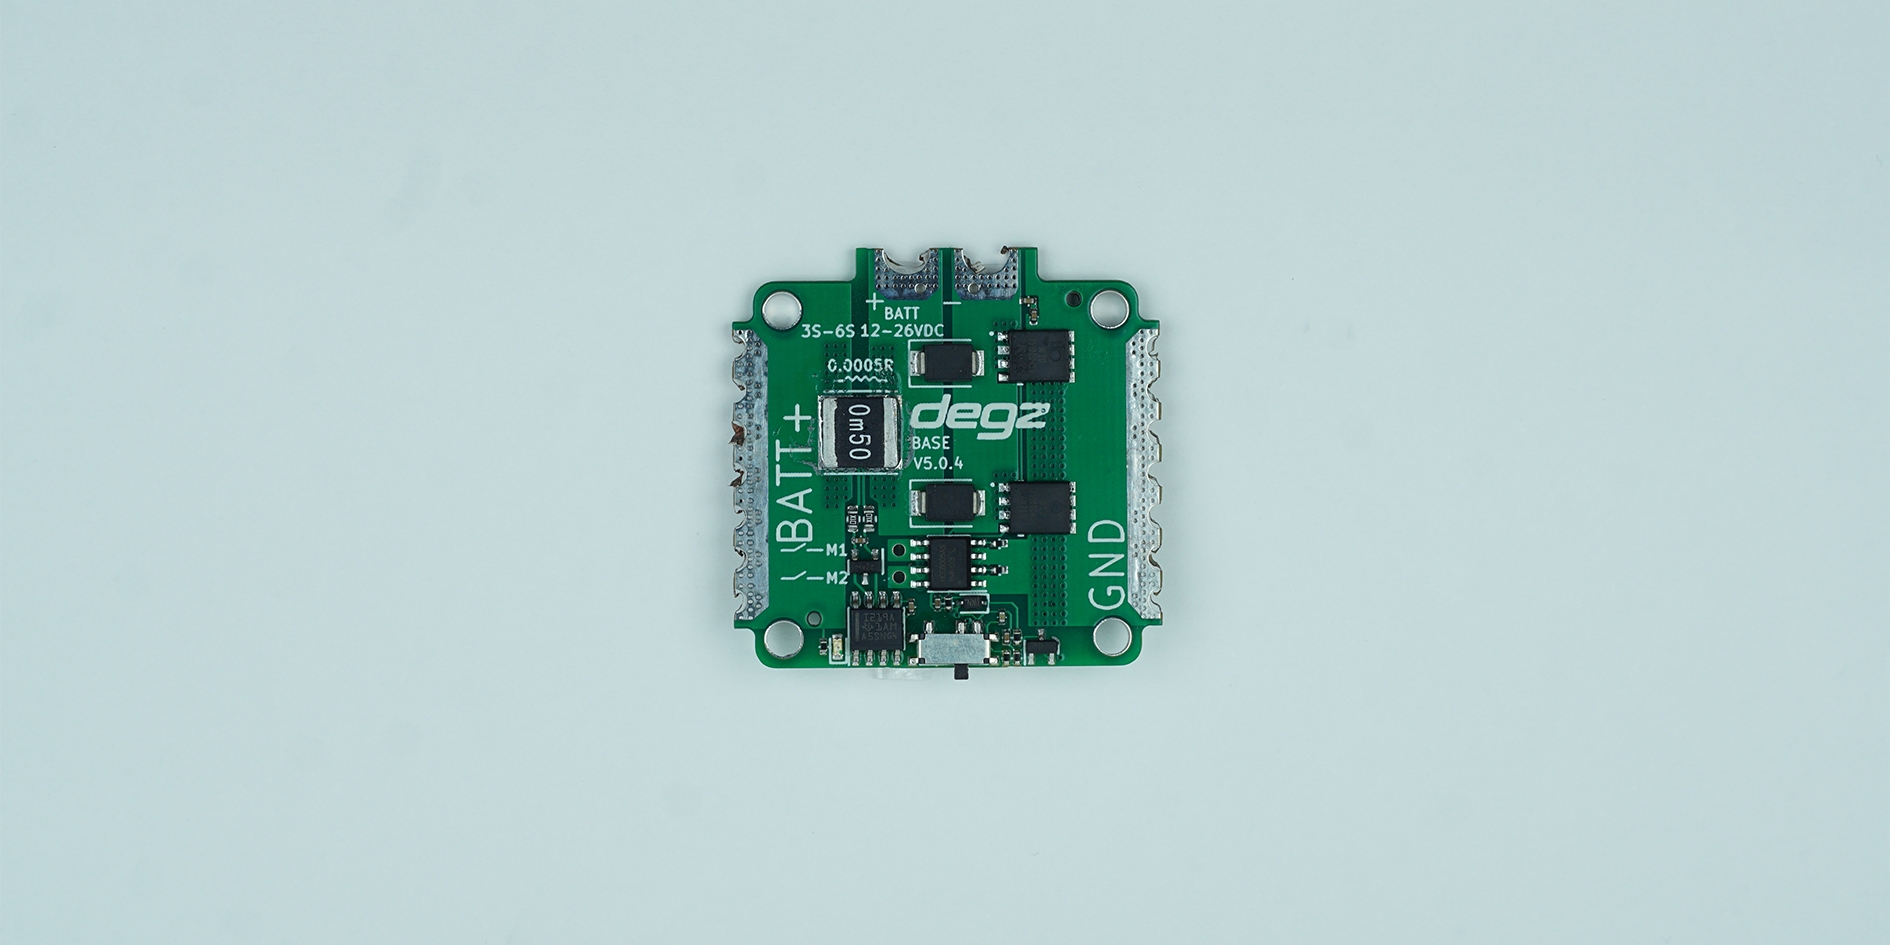 + −
BATT
3S-6S 12-26VDC
0.0005R
0m50
degz
BASE
V5.0.4
BATT+
M1
M2
GND